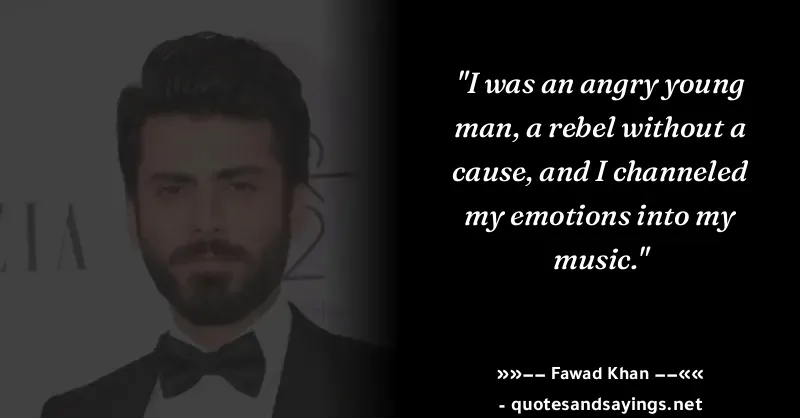 "I was an angry young
man, a rebel without a
cause, and I channeled
my emotions into my
music."
»»−− Fawad Khan −−««
- quotesandsayings.net